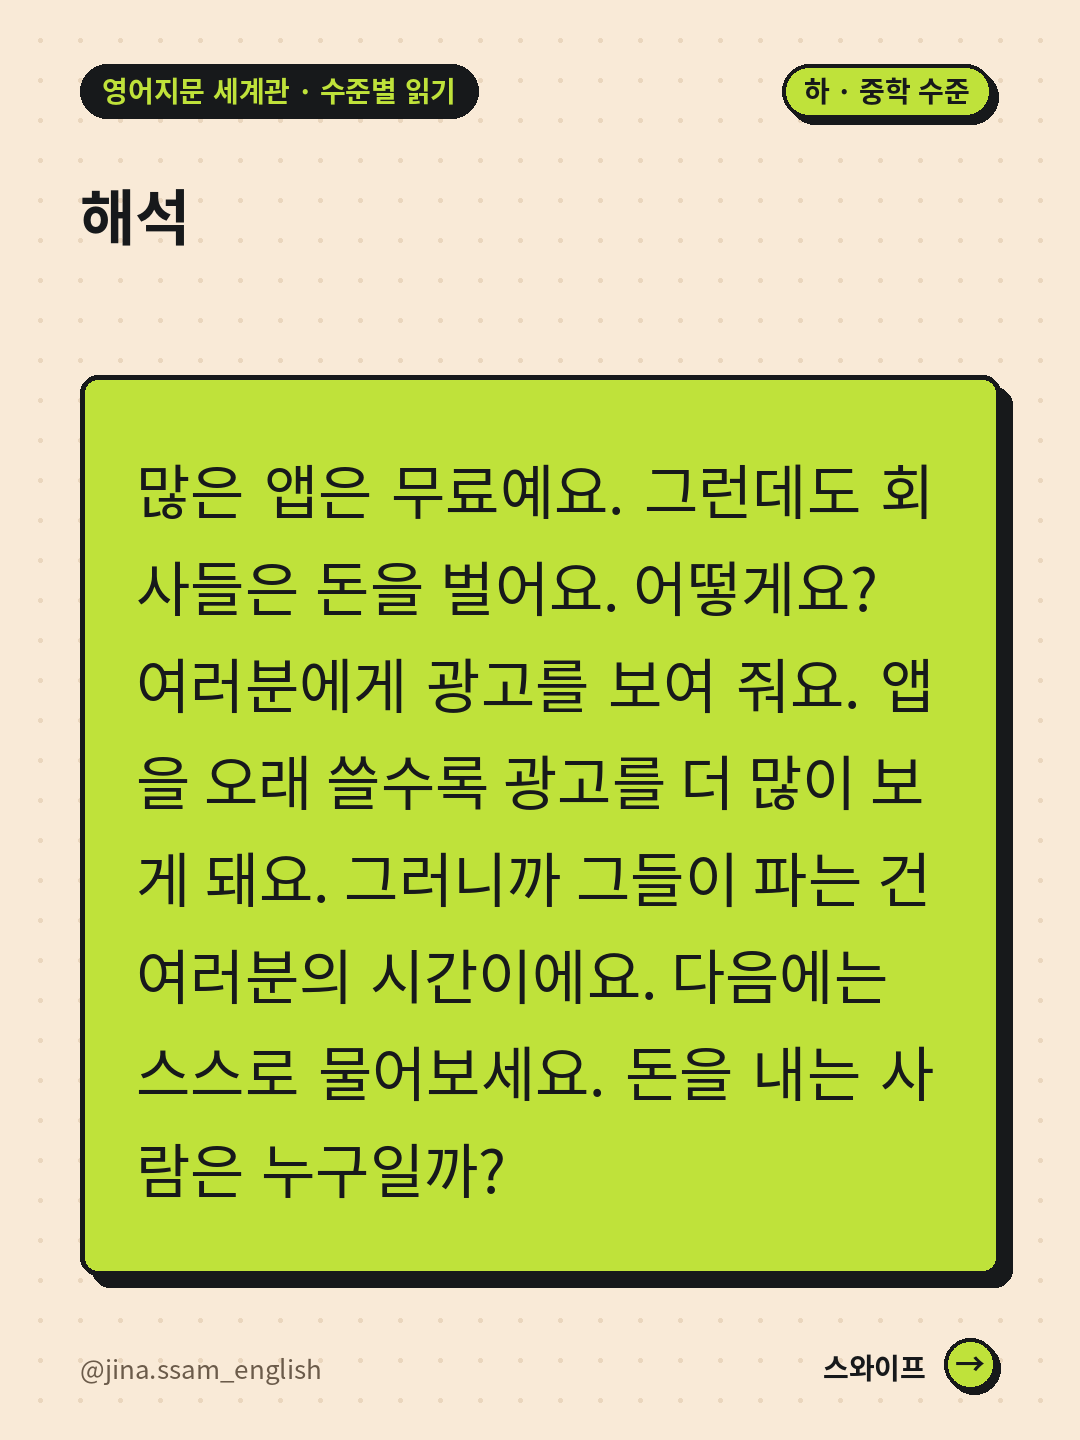 영어지문 세계관 · 수준별 읽기
하 · 중학 수준
해석
많은 앱은 무료예요. 그런데도 회
사들은 돈을 벌어요. 어떻게요?
여러분에게 광고를 보여 줘요. 앱
을 오래 쓸수록 광고를 더 많이 보
게 돼요. 그러니까 그들이 파는 건
여러분의 시간이에요. 다음에는
스스로 물어보세요. 돈을 내는 사
람은 누구일까?
@jina.ssam_english
스와이프 →